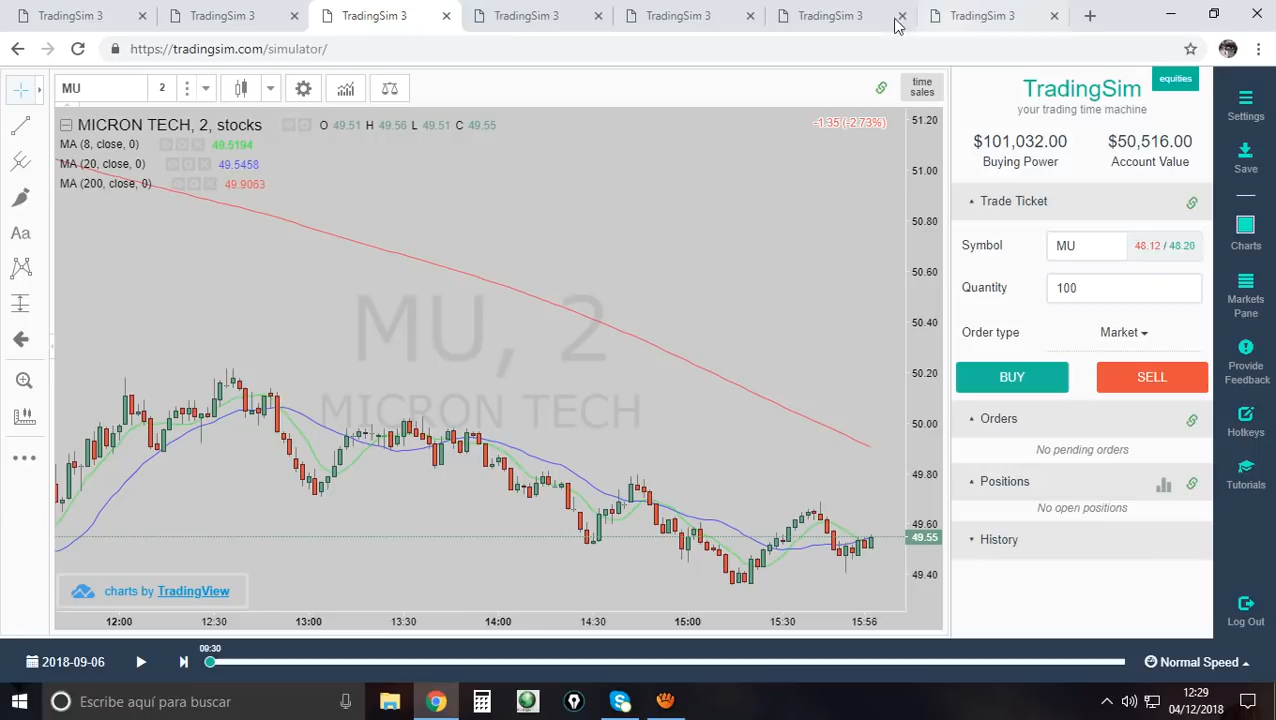 TradingSim 3
TradingSim 3
TradingSim 3
TradingSim 3
TradingSim 3
TradingSim 3
TradingSim 3
https://tradingsim.com/simulator/
MU
2
time
sales
MICRON TECH, 2, stocks
O 49.51 H 49.56 L 49.51 C 49.55
-1.35 (-2.73%)
MA (8, close, 0)
49.5194
MA (20, close, 0)
49.5458
MA (200, close, 0)
49.9063
Aa
MU, 2
MICRON TECH
51.20
51.00
50.80
50.60
50.40
50.20
50.00
49.80
49.60
49.55
49.40
charts by TradingView
12:00
12:30
13:00
13:30
14:00
14:30
15:00
15:30
15:56
equities
TradingSim
your trading time machine
$101,032.00
$50,516.00
Buying Power
Account Value
Trade Ticket
Symbol
MU
48.12 / 48.20
Quantity
100
Order type
Market
BUY
SELL
Orders
No pending orders
Positions
No open positions
History
Settings
Save
Charts
Markets
Pane
Provide
Feedback
Hotkeys
Tutorials
Log Out
2018-09-06
09:30
Normal Speed
Escribe aquí para buscar
12:29
04/12/2018